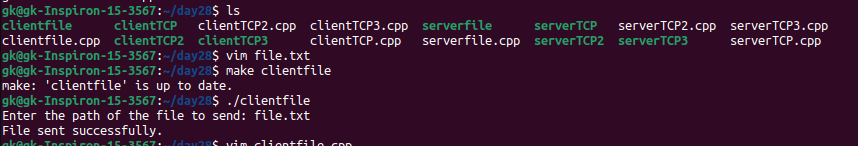 gk@gk-Inspiron-15-3567:~/day28$ ls
clientfile clientTCP clientTCP2.cpp clientTCP3.cpp serverfile serverTCP serverTCP2.cpp serverTCP3.cpp
clientfile.cpp clientTCP2 clientTCP3 clientTCP.cpp serverfile.cpp serverTCP2 serverTCP3 serverTCP.cpp
gk@gk-Inspiron-15-3567:~/day28$ vim file.txt
gk@gk-Inspiron-15-3567:~/day28$ make clientfile
make: 'clientfile' is up to date.
gk@gk-Inspiron-15-3567:~/day28$ ./clientfile
Enter the path of the file to send: file.txt
File sent successfully.
gk@gk-Inspiron-15-3567:~/day28$ vim clientfile.cpp